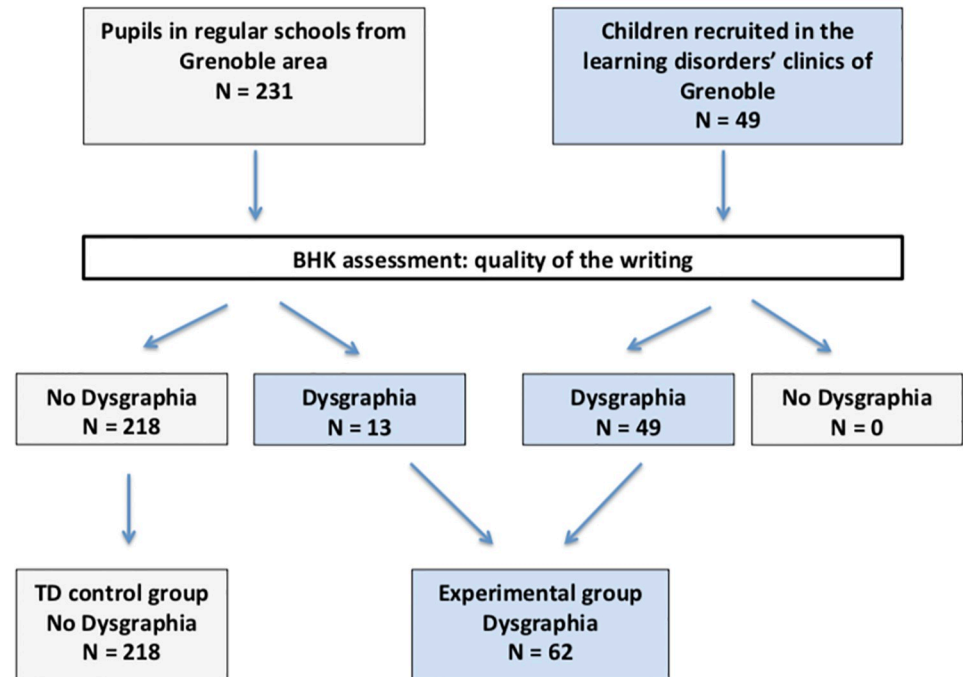 Pupils in regular schools from
Grenoble area
N = 231
Children recruited in the
learning disorders’ clinics of
Grenoble
N = 49
BHK assessment: quality of the writing
No Dysgraphia
N = 218
Dysgraphia
N = 13
Dysgraphia
N = 49
No Dysgraphia
N = 0
TD control group
No Dysgraphia
N = 218
Experimental group
Dysgraphia
N = 62